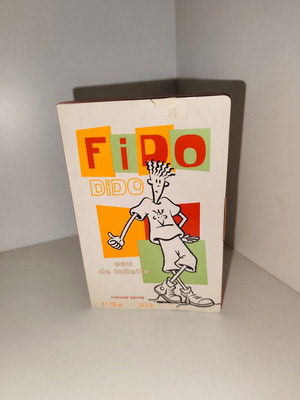 FiDO
DiDO
eau
de toilette
natural spray